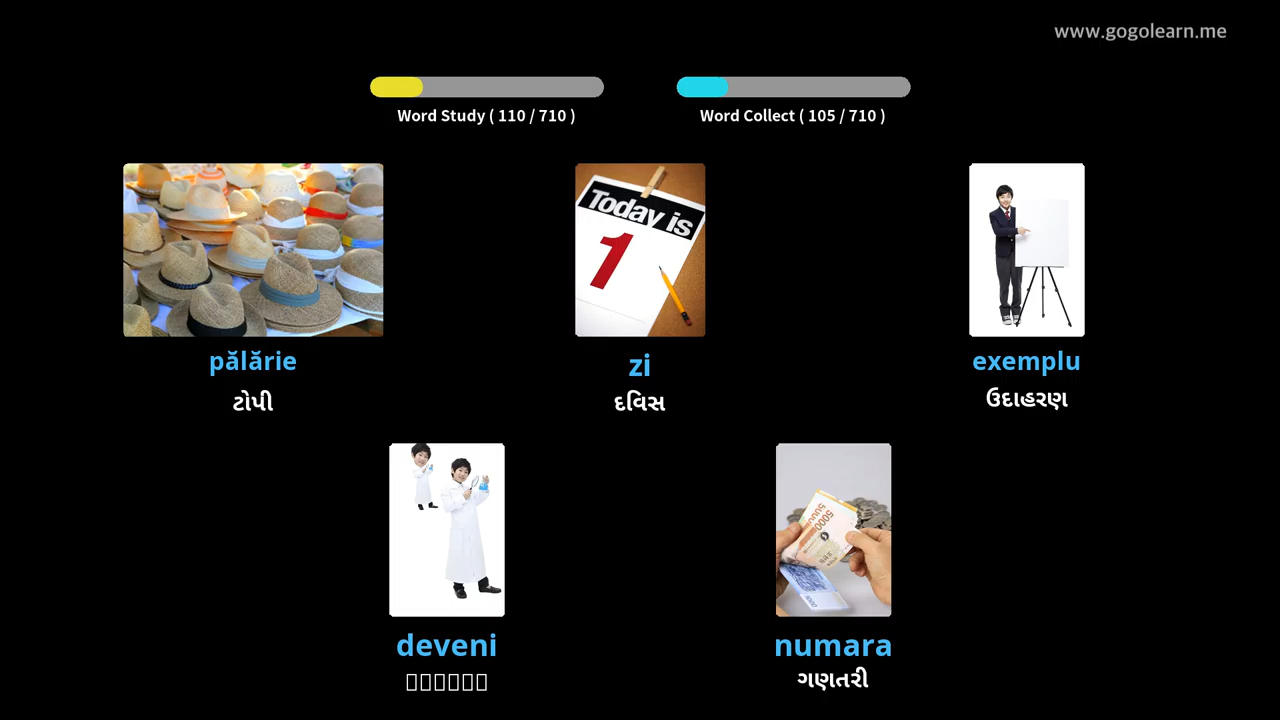 www.gogolearn.me
Word Study ( 110 / 710 )
Word Collect ( 105 / 710 )
Today is
1
pălărie
zi
exemplu
ટોપી
દવિસ
ઉદાહરણ
5000
deveni
numara
ગણતરી